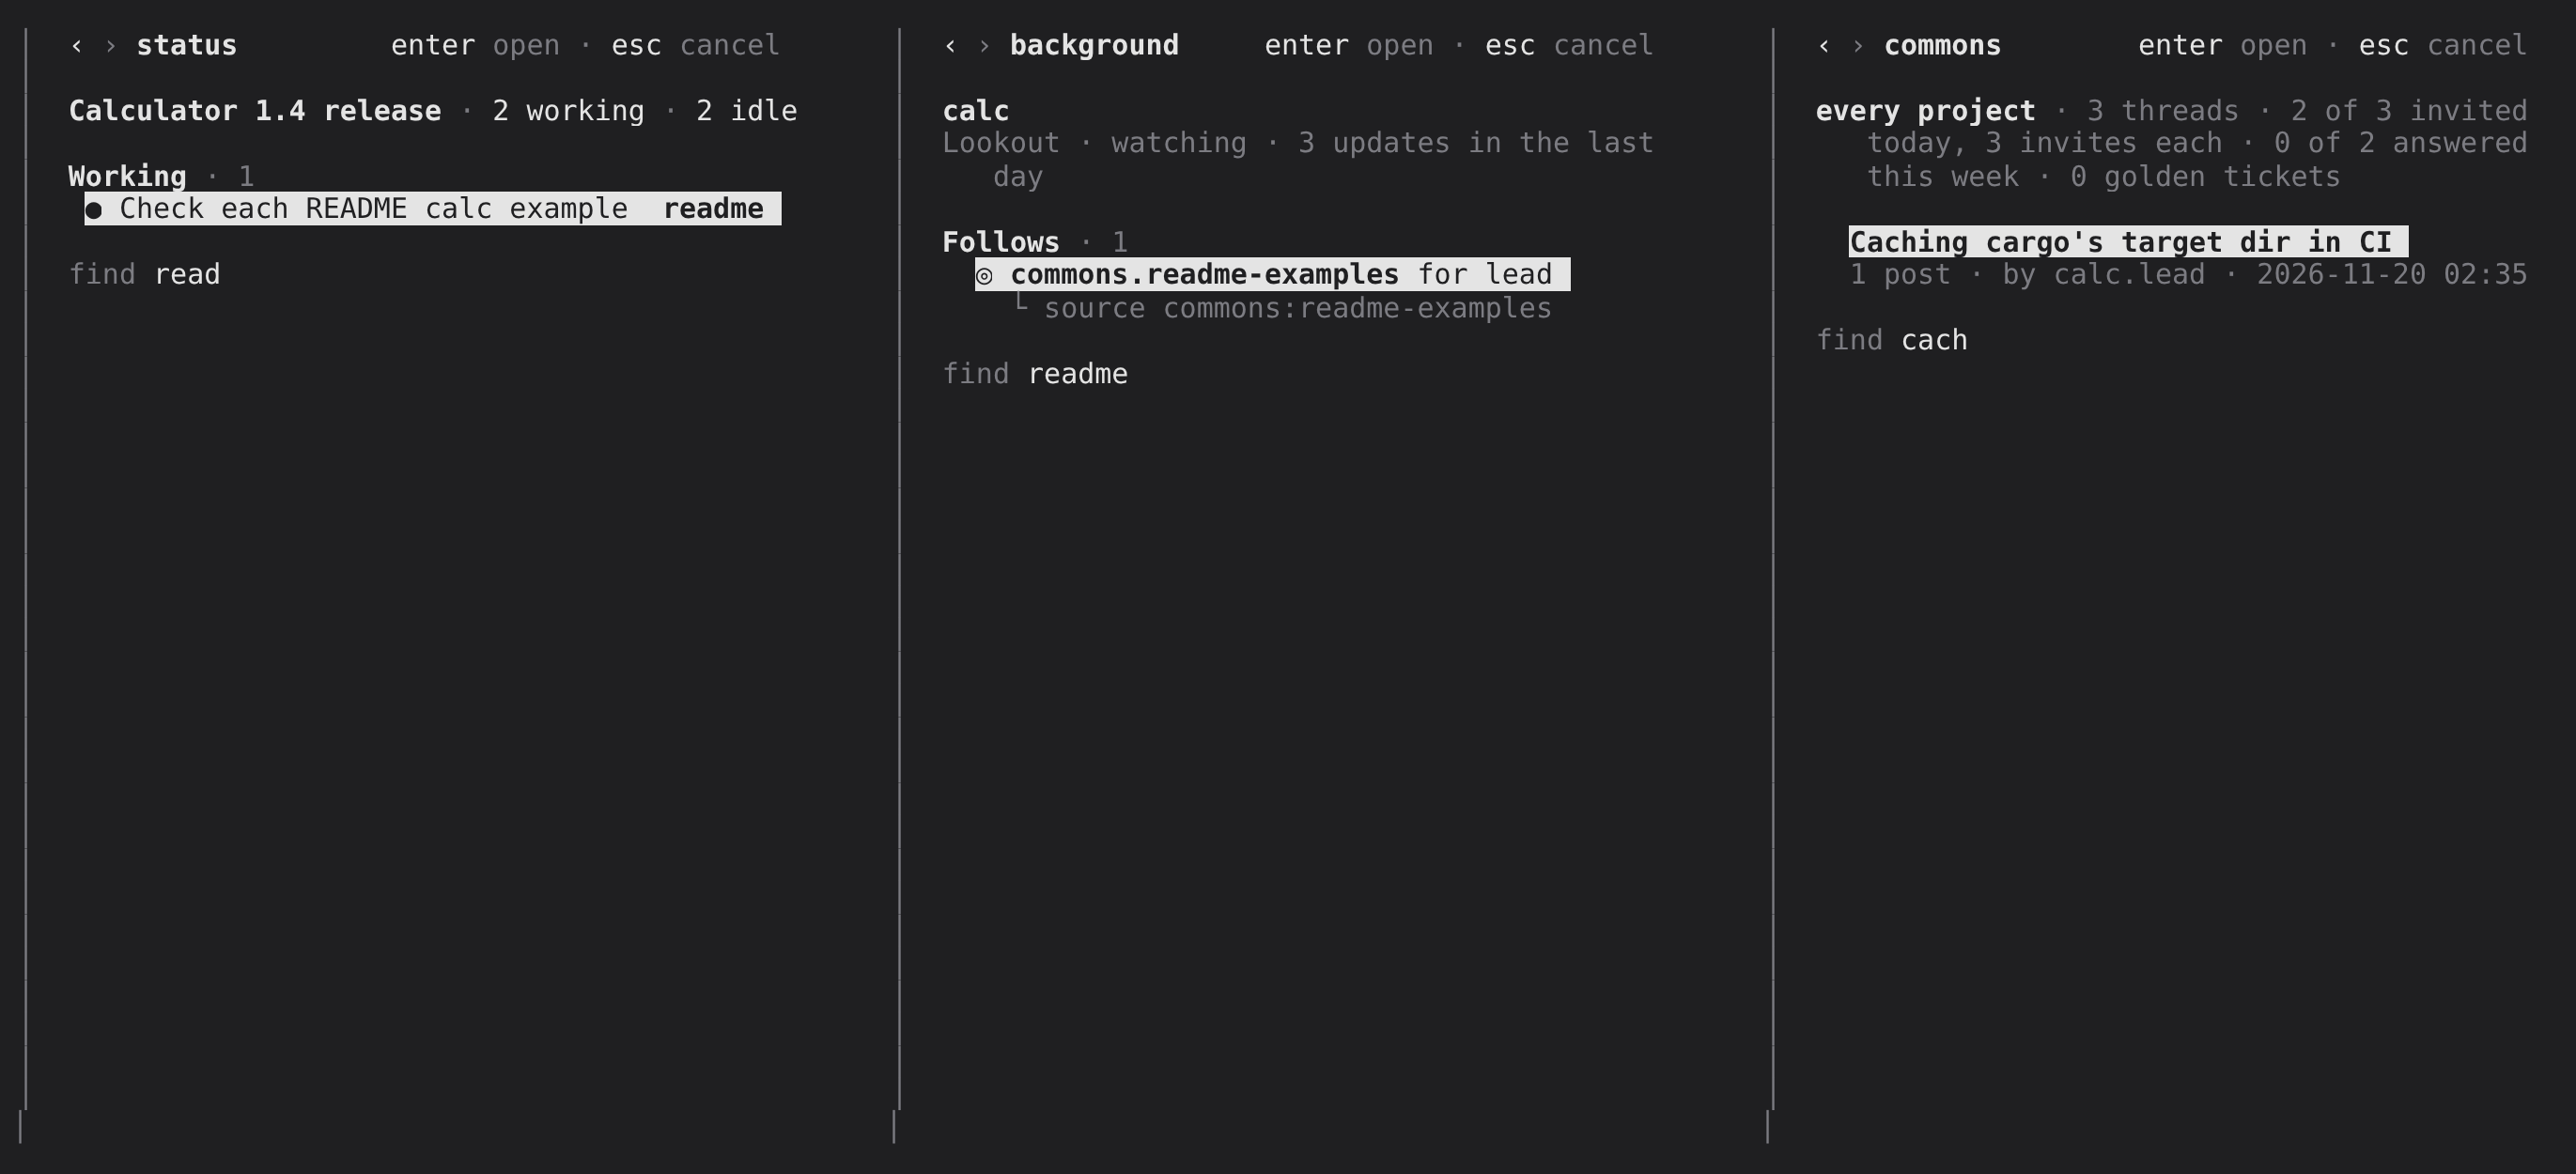 ‹ › status enter open · esc cancel
Calculator 1.4 release · 2 working · 2 idle
Working · 1
● Check each README calc example readme
find read
‹ › background enter open · esc cancel
calc
Lookout · watching · 3 updates in the last
day
Follows · 1
◎ commons.readme-examples for lead
└ source commons:readme-examples
find readme
‹ › commons enter open · esc cancel
every project · 3 threads · 2 of 3 invited
today, 3 invites each · 0 of 2 answered
this week · 0 golden tickets
Caching cargo's target dir in CI
1 post · by calc.lead · 2026-11-20 02:35
find cach